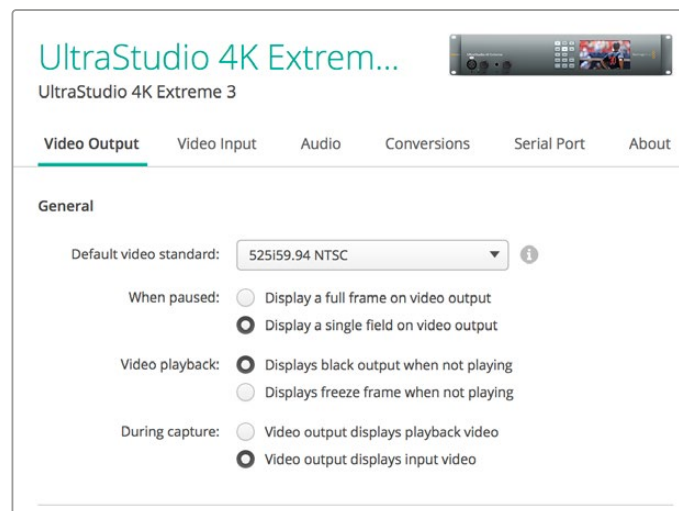 UltraStudio 4K Extrem...
UltraStudio 4K Extreme 3
Video Output Video Input Audio Conversions Serial Port About
General
Default video standard: 525i59.94 NTSC
When paused: Display a full frame on video output
Display a single field on video output
Video playback: Displays black output when not playing
Displays freeze frame when not playing
During capture: Video output displays playback video
Video output displays input video